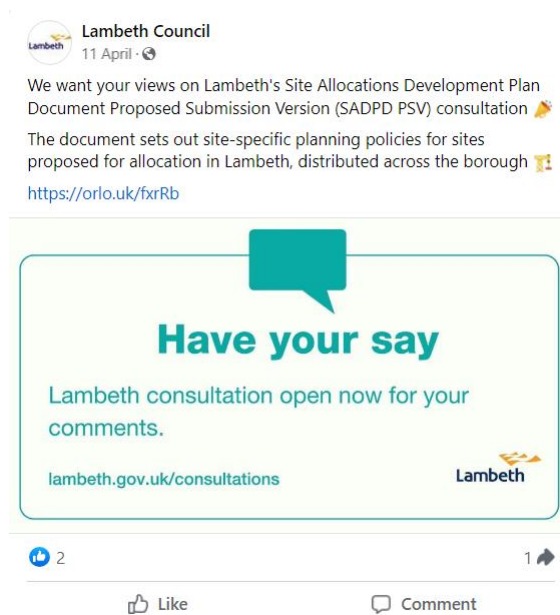 Lambeth
Lambeth Council
11 April ·
We want your views on Lambeth's Site Allocations Development Plan
Document Proposed Submission Version (SADPD PSV) consultation
The document sets out site-specific planning policies for sites
proposed for allocation in Lambeth, distributed across the borough
https://orlo.uk/fxrRb
Have your say
Lambeth consultation open now for your
comments.
lambeth.gov.uk/consultations
Lambeth
2
1
Like
Comment